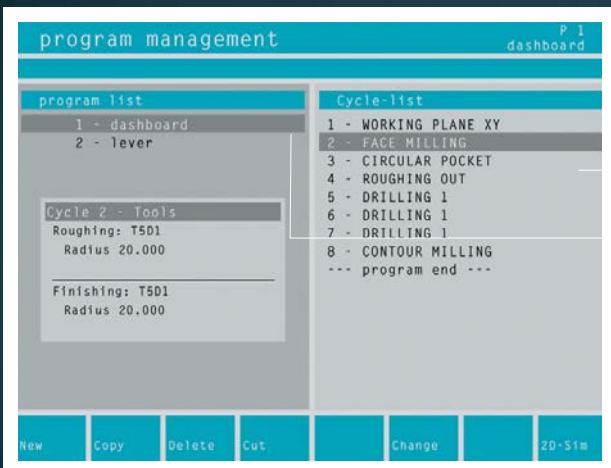 program management
P 1
dashboard
program list
1 - dashboard
2 - lever
Cycle 2 - Tools
Roughing: T5D1
Radius 20.000
Finishing: T5D1
Radius 20.000
Cycle-list
1 - WORKING PLANE XY
2 - FACE MILLING
3 - CIRCULAR POCKET
4 - ROUGHING OUT
5 - DRILLING 1
6 - DRILLING 1
7 - DRILLING 1
8 - CONTOUR MILLING
--- program end ---
New Copy Delete Cut Change 2D-Sim